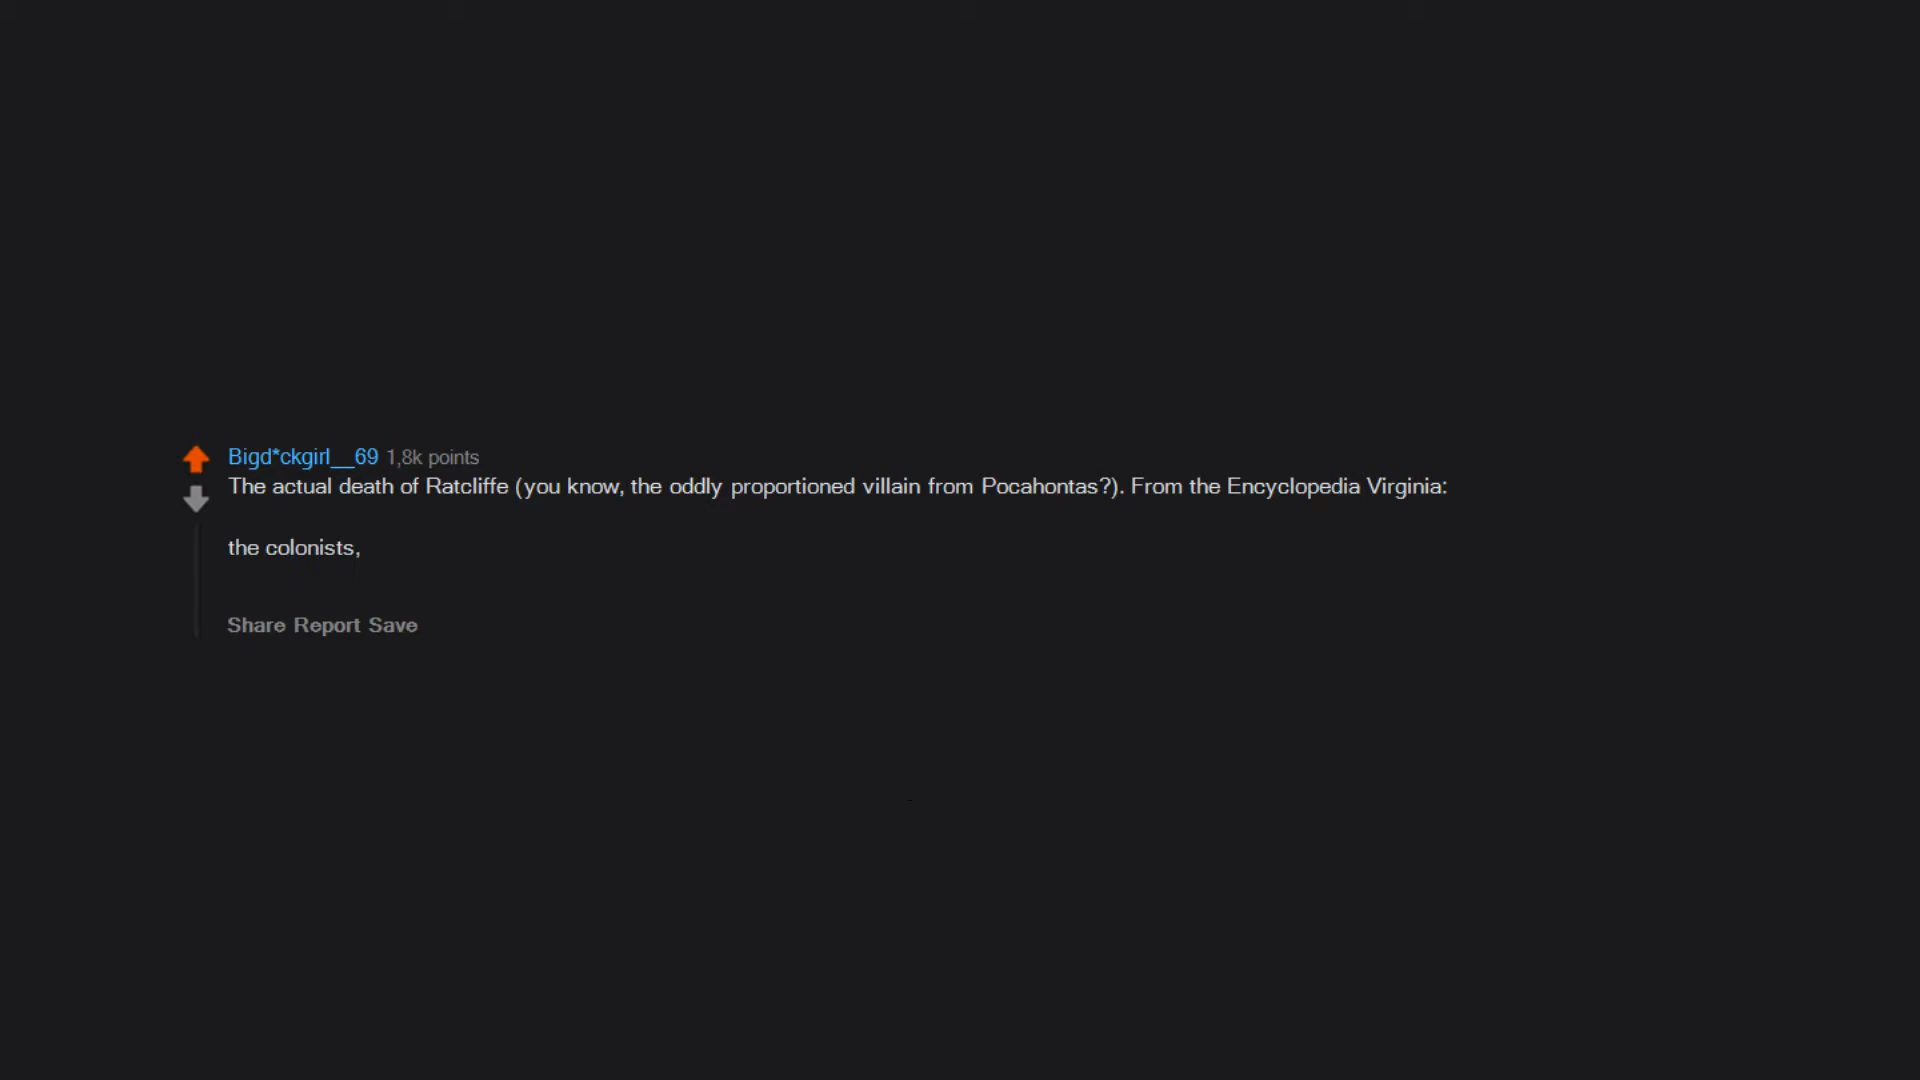 Bigd*ckgirl__69 1,8k points
The actual death of Ratcliffe (you know, the oddly proportioned villain from Pocahontas?). From the Encyclopedia Virginia:
the colonists,
Share Report Save